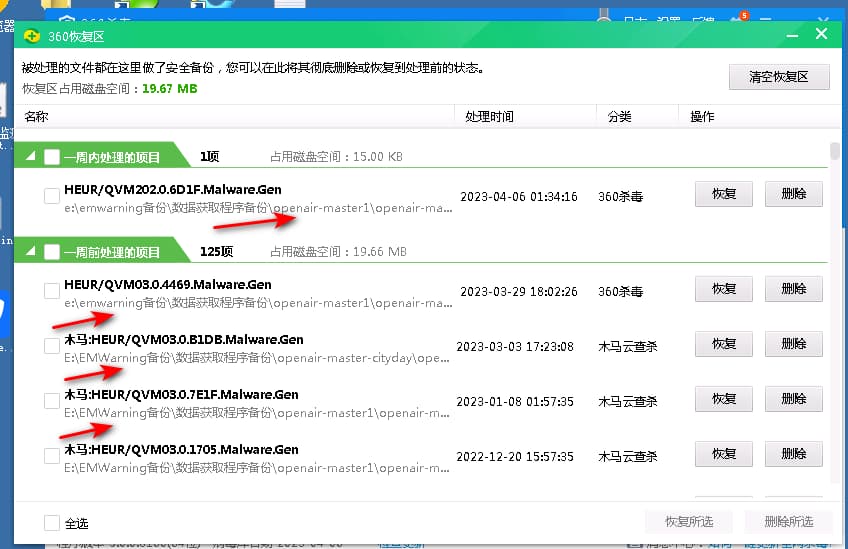 360恢复区
被处理的文件都在这里做了安全备份，您可以在此将其彻底删除或恢复到处理前的状态。
恢复区占用磁盘空间：19.67 MB
清空恢复区
名称 处理时间 分类 操作
一周内处理的项目 1项 占用磁盘空间：15.00 KB
HEUR/QVM202.0.6D1F.Malware.Gen
e:\emwarning备份\数据获取程序备份\openair-master1\openair-ma...
2023-04-06 01:34:16 360杀毒 恢复 删除
一周前处理的项目 125项 占用磁盘空间：19.66 MB
HEUR/QVM03.0.4469.Malware.Gen
e:\emwarning备份\数据获取程序备份\openair-master1\openair-ma...
2023-03-29 18:02:26 360杀毒 恢复 删除
木马:HEUR/QVM03.0.B1DB.Malware.Gen
E:\EMWarning备份\数据获取程序备份\openair-master-cityday\ope...
2023-03-03 17:23:08 木马云查杀 恢复 删除
木马:HEUR/QVM03.0.7E1F.Malware.Gen
E:\EMWarning备份\数据获取程序备份\openair-master1\openair-m...
2023-01-08 01:57:35 木马云查杀 恢复 删除
木马:HEUR/QVM03.0.1705.Malware.Gen
E:\EMWarning备份\数据获取程序备份\openair-master1\openair-m...
2022-12-20 15:57:35 木马云查杀 恢复 删除
全选 恢复所选 删除所选